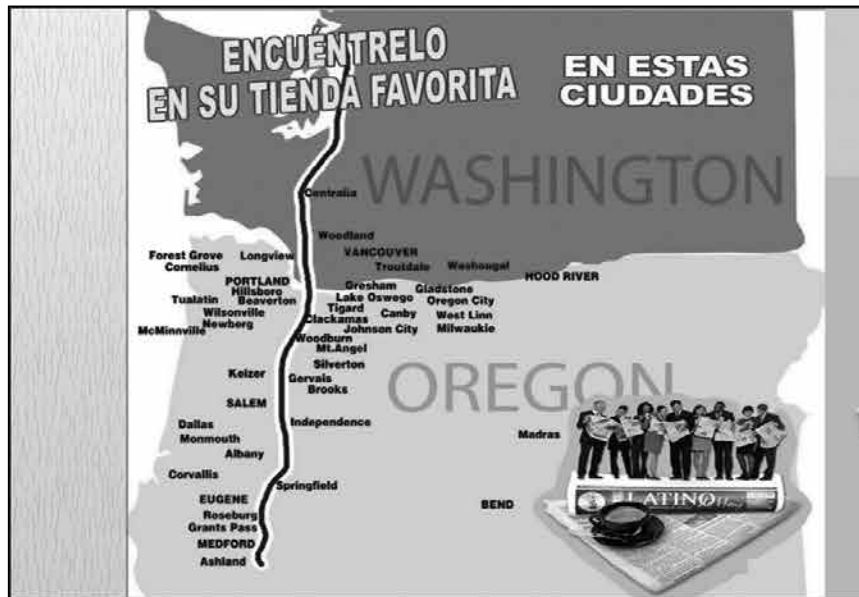 ENCUÉNTRELO
EN SU TIENDA FAVORITA
EN ESTAS
CIUDADES
WASHINGTON
Centralia
Woodland
VANCOUVER
Forest Grove
Longview
Cornelius
Troutdale
Washougal
HOOD RIVER
PORTLAND
Hillsboro
Gresham
Gladstone
Tualatin
Beaverton
Lake Oswego
Oregon City
Wilsonville
Tigard
Canby
West Linn
Newberg
Clackamas
McMinnville
Johnson City
Milwaukie
Woodburn
Mt.Angel
Silverton
Keizer
Gervais
Brooks
OREGON
SALEM
Dallas
Independence
Monmouth
Madras
Albany
Corvallis
Springfield
EUGENE
BEND
Roseburg
Grants Pass
MEDFORD
Ashland
LATINO